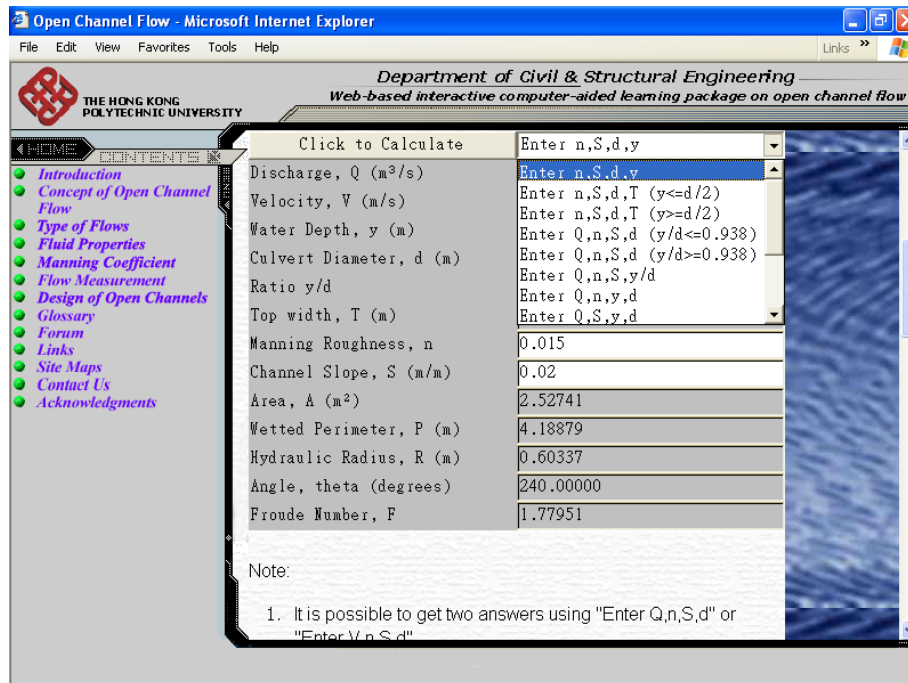 Open Channel Flow - Microsoft Internet Explorer
File Edit View Favorites Tools Help Links »
THE HONG KONG
POLYTECHNIC UNIVERSITY
Department of Civil & Structural Engineering
Web-based interactive computer-aided learning package on open channel flow
HOME
CONTENTS
Introduction
Concept of Open Channel
Flow
Type of Flows
Fluid Properties
Manning Coefficient
Flow Measurement
Design of Open Channels
Glossary
Forum
Links
Site Maps
Contact Us
Acknowledgments
Click to Calculate Enter n,S,d,y
Discharge, Q (m³/s) Enter n,S,d,y
Velocity, V (m/s) Enter n,S,d,T (y<=d/2)
Enter n,S,d,T (y>=d/2)
Water Depth, y (m) Enter Q,n,S,d (y/d<=0.938)
Culvert Diameter, d (m) Enter Q,n,S,d (y/d>=0.938)
Ratio y/d Enter Q,n,S,y/d
Enter Q,n,y,d
Top width, T (m) Enter Q,S,y,d
Manning Roughness, n 0.015
Channel Slope, S (m/m) 0.02
Area, A (m²) 2.52741
Wetted Perimeter, P (m) 4.18879
Hydraulic Radius, R (m) 0.60337
Angle, theta (degrees) 240.00000
Froude Number, F 1.77951
Note:
1. It is possible to get two answers using "Enter Q,n,S,d" or
"Enter V,n,S,d"